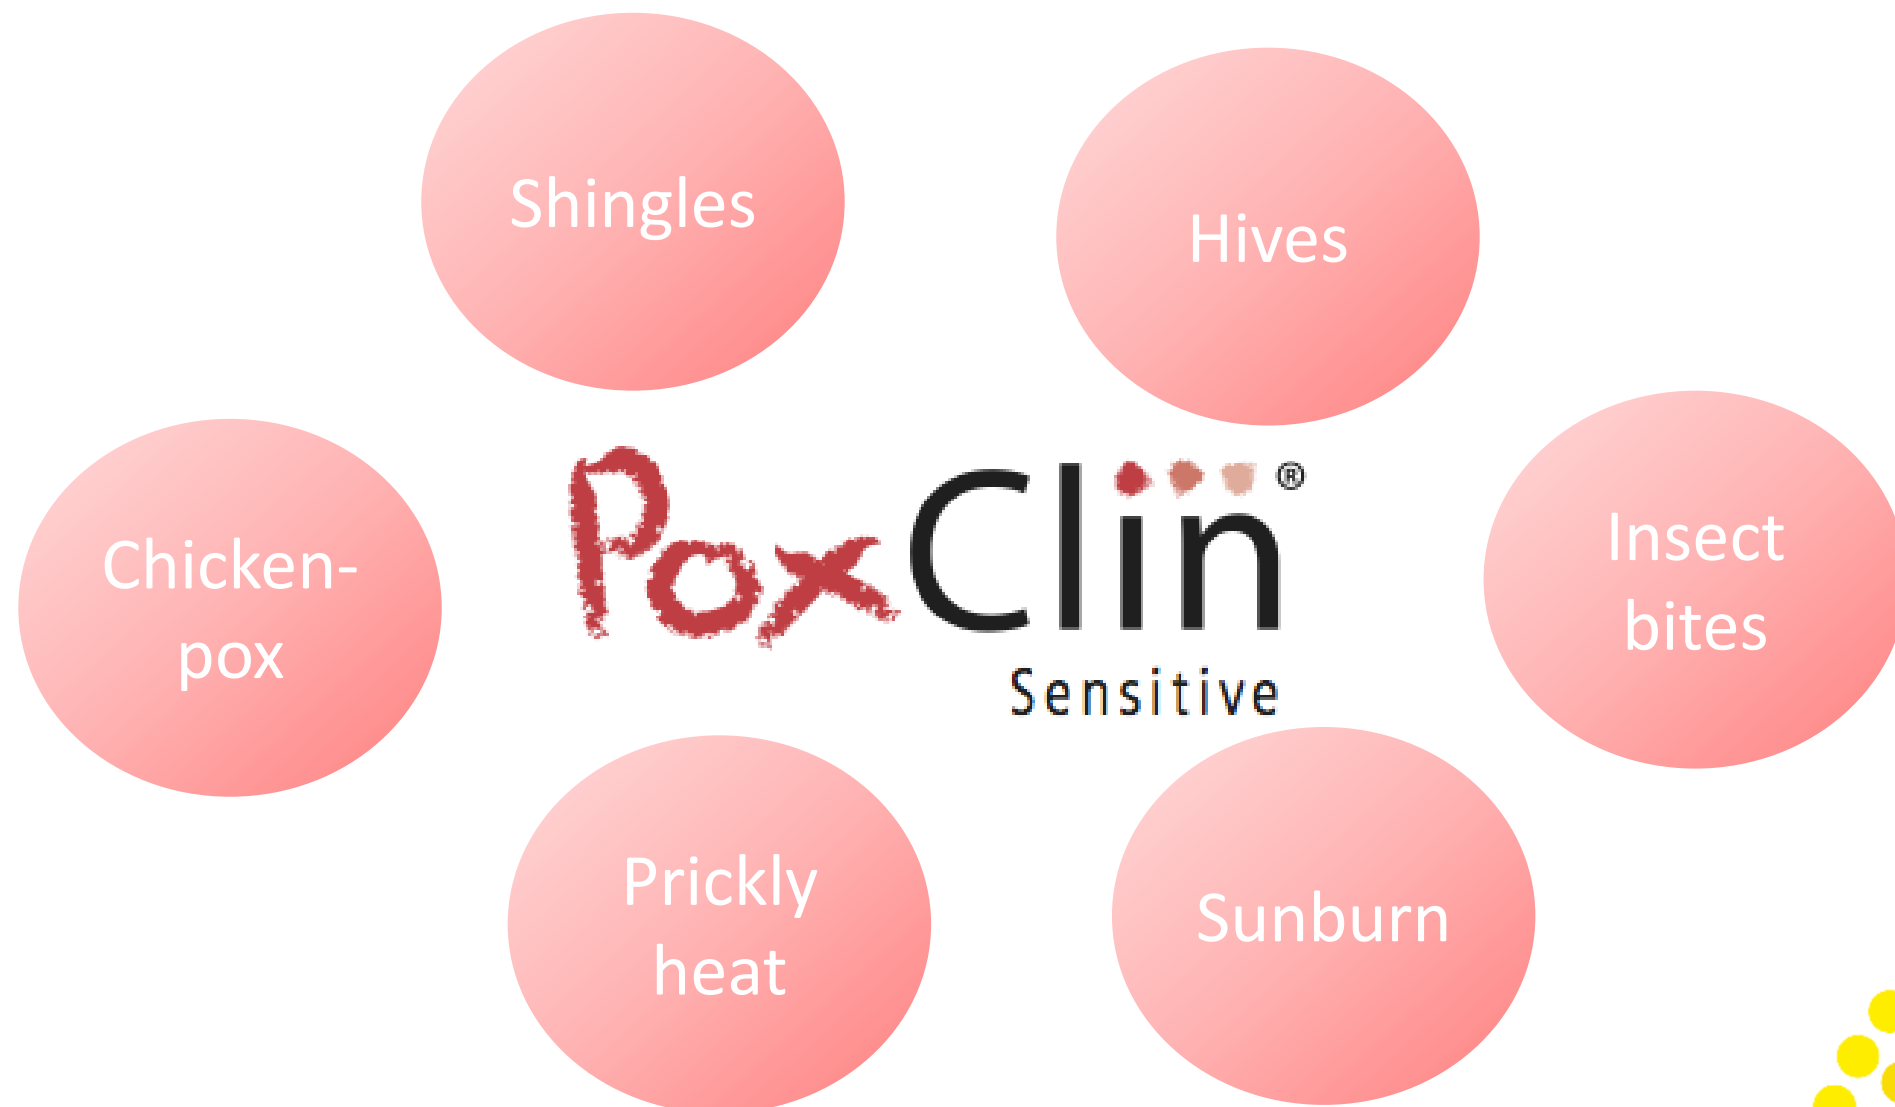 Shingles
Hives
Chicken-
pox
PoxClin®
Sensitive
Insect
bites
Prickly
heat
Sunburn